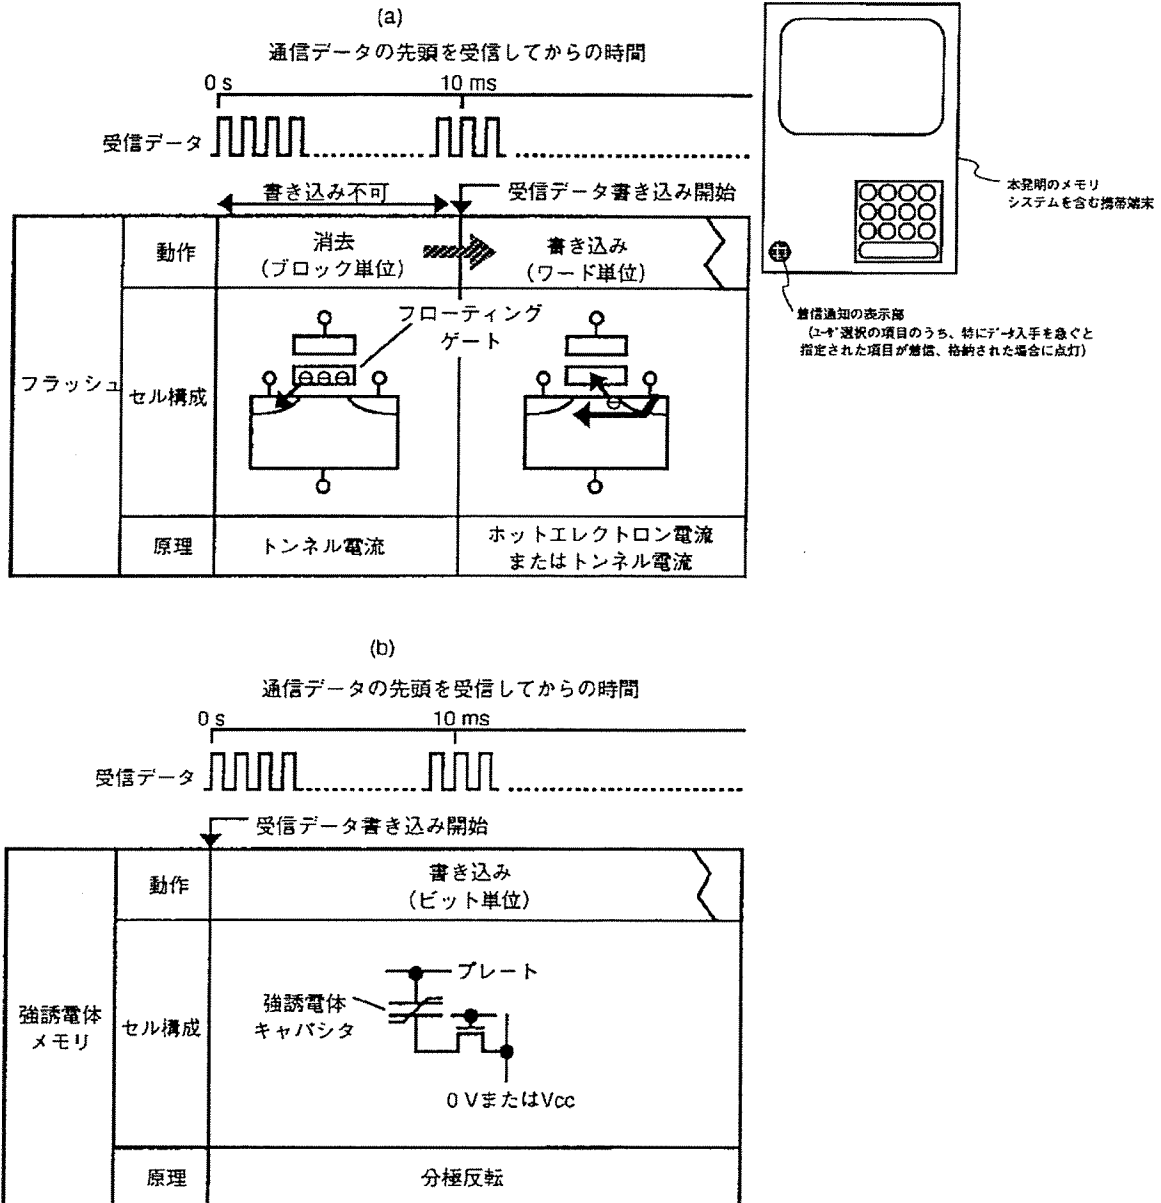 (a)
通信データの先頭を受信してからの時間
0 s
10 ms
受信データ
書き込み不可
受信データ書き込み開始
フラッシュ
動作
消去
(ブロック単位)
書き込み
(ワード単位)
セル構成
フローティング
ゲート
原理
トンネル電流
ホットエレクトロン電流
またはトンネル電流
本発明のメモリ
システムを含む携帯端末
着信通知の表示部
(ユーザ選択の項目のうち、特にデータ入手を急ぐと
指定された項目が着信、格納された場合に点灯)
(b)
通信データの先頭を受信してからの時間
0 s
10 ms
受信データ
受信データ書き込み開始
強誘電体
メモリ
動作
書き込み
(ビット単位)
セル構成
プレート
強誘電体
キャパシタ
0 VまたはVcc
原理
分極反転